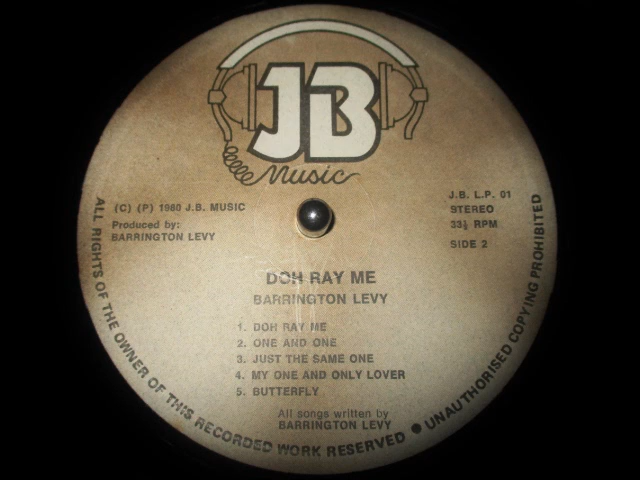 JB
Music
(C) (P) 1980 J.B. MUSIC
Produced by:
BARRINGTON LEVY
J.B. L.P. 01
STEREO
33⅓ RPM
SIDE 2
DOH RAY ME
BARRINGTON LEVY
1. DOH RAY ME
2. ONE AND ONE
3. JUST THE SAME ONE
4. MY ONE AND ONLY LOVER
5. BUTTERFLY
All songs written by
BARRINGTON LEVY
ALL RIGHTS OF THE OWNER OF THIS RECORDED WORK RESERVED ● UNAUTHORISED COPYING PROHIBITED